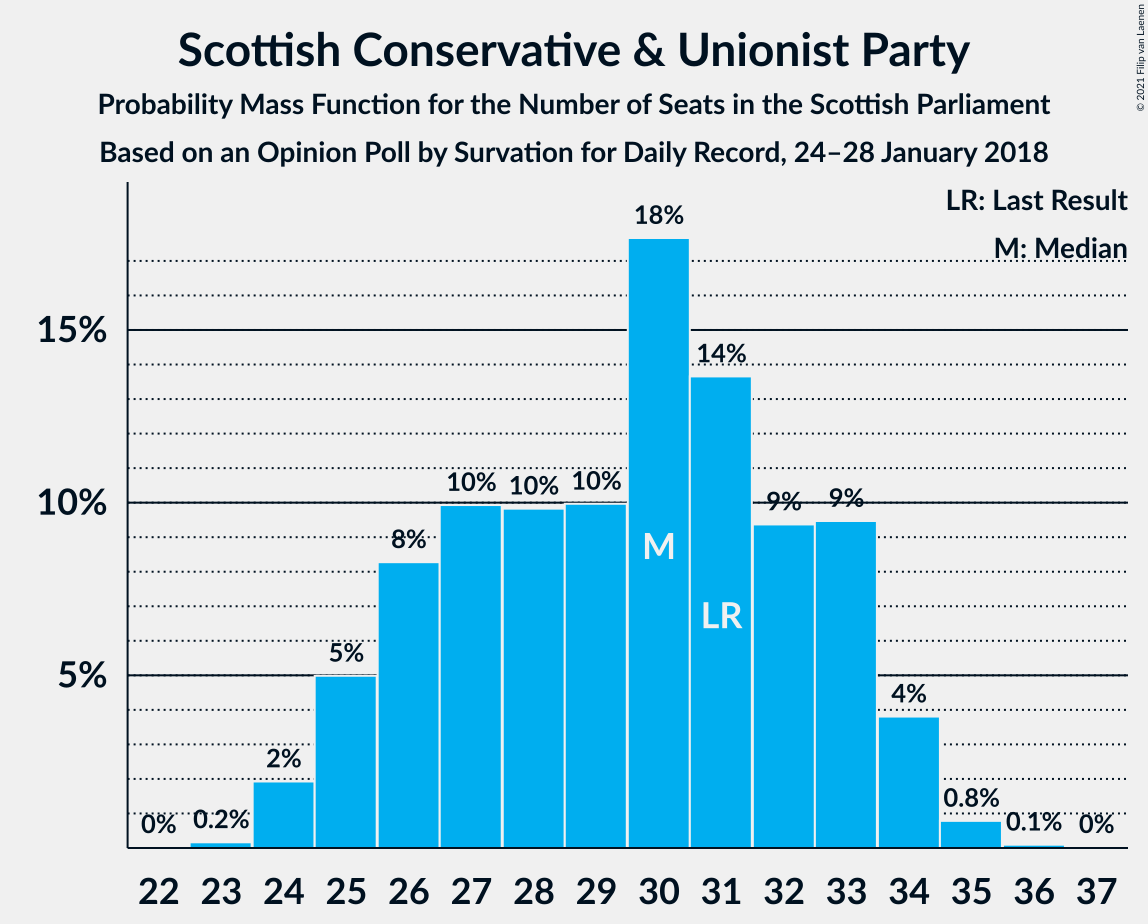 Scottish Conservative & Unionist Party
Probability Mass Function for the Number of Seats in the Scottish Parliament
Based on an Opinion Poll by Survation for Daily Record, 24–28 January 2018
© 2021 Filip van Laenen
LR: Last Result
M: Median
18%
15%
14%
10%
10% 10% 10% 9% 9%
8%
M
LR
5%
5%
4%
2%
0% 0.2% 0.8% 0.1% 0%
22 23 24 25 26 27 28 29 30 31 32 33 34 35 36 37